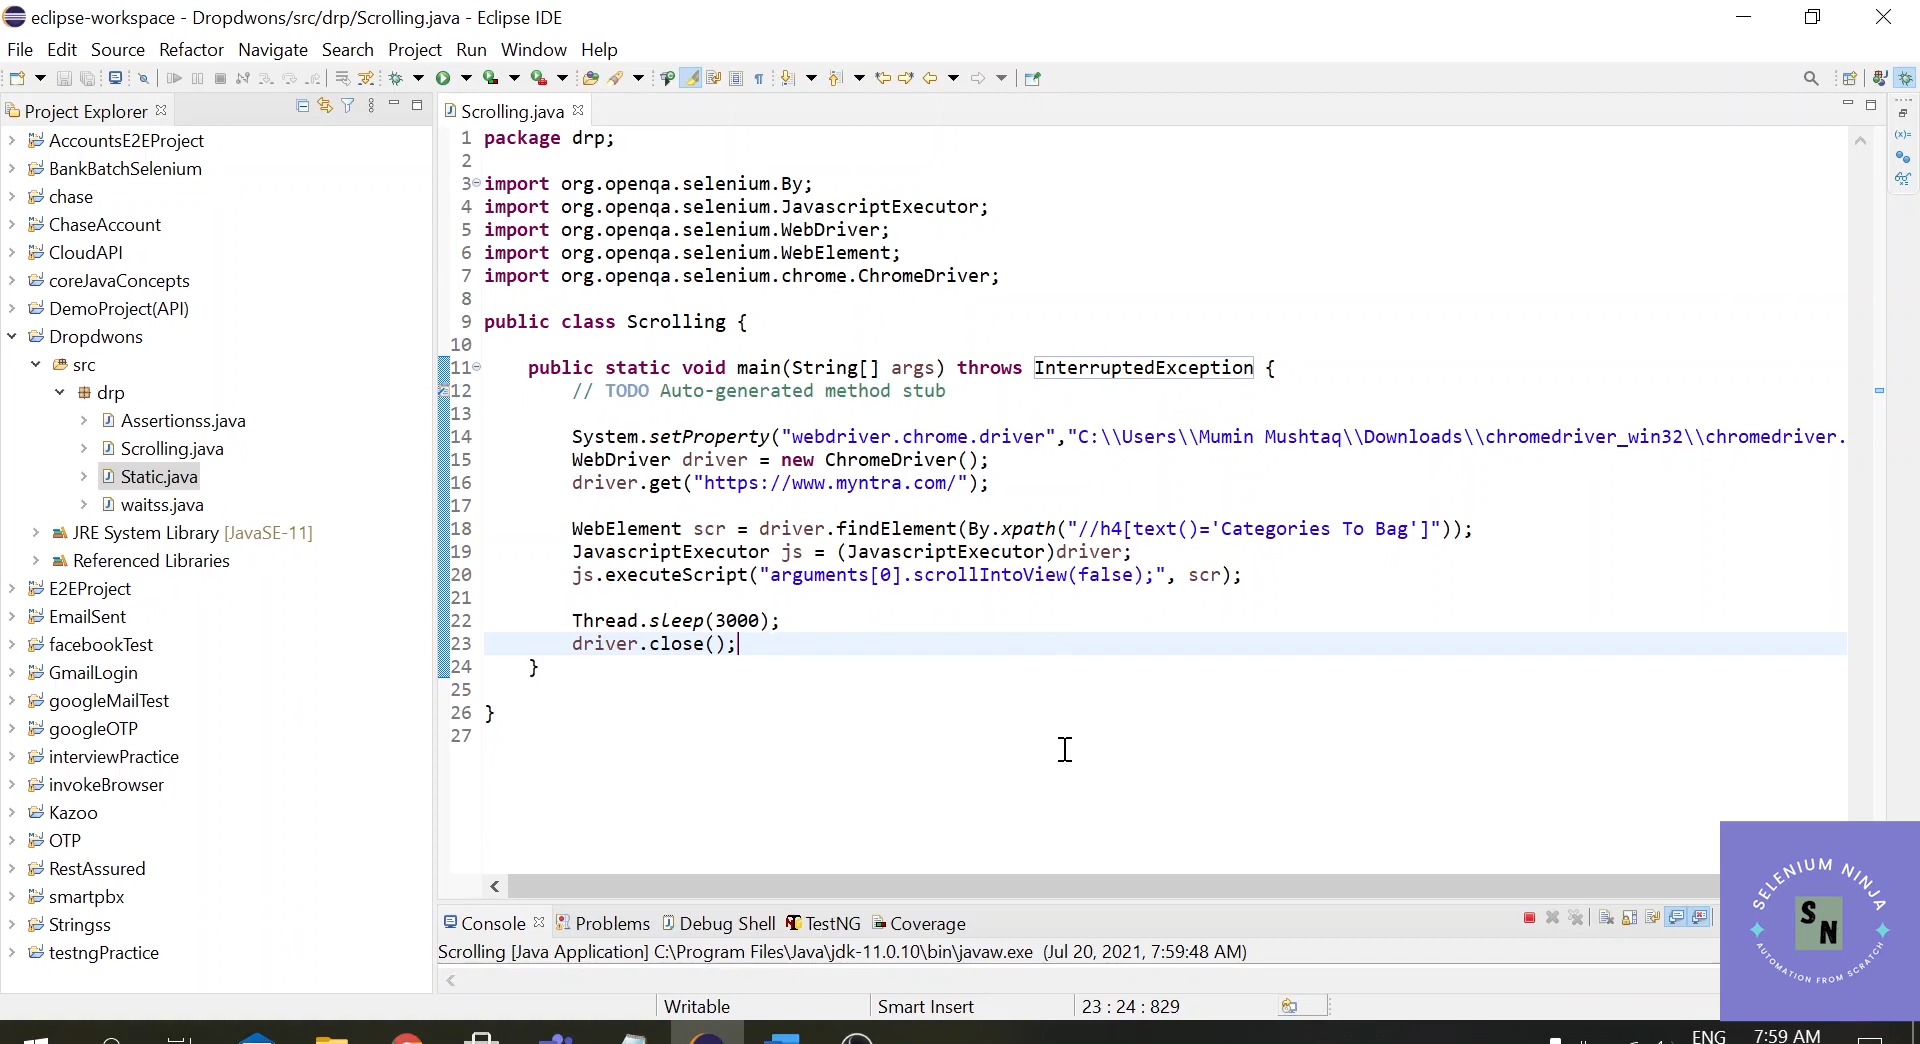 eclipse-workspace - Dropdwons/src/drp/Scrolling.java - Eclipse IDE
File Edit Source Refactor Navigate Search Project Run Window Help
Project Explorer
AccountsE2EProject
BankBatchSelenium
chase
ChaseAccount
CloudAPI
coreJavaConcepts
DemoProject(API)
Dropdwons
src
drp
Assertionss.java
Scrolling.java
Static.java
waitss.java
JRE System Library [JavaSE-11]
Referenced Libraries
E2EProject
EmailSent
facebookTest
GmailLogin
googleMailTest
googleOTP
interviewPractice
invokeBrowser
Kazoo
OTP
RestAssured
smartpbx
Stringss
testngPractice
Scrolling.java
1 package drp;
2
3 import org.openqa.selenium.By;
4 import org.openqa.selenium.JavascriptExecutor;
5 import org.openqa.selenium.WebDriver;
6 import org.openqa.selenium.WebElement;
7 import org.openqa.selenium.chrome.ChromeDriver;
8
9 public class Scrolling {
10
11 public static void main(String[] args) throws InterruptedException {
12 // TODO Auto-generated method stub
13
14 System.setProperty("webdriver.chrome.driver","C:\\Users\\Mumin Mushtaq\\Downloads\\chromedriver_win32\\chromedriver.
15 WebDriver driver = new ChromeDriver();
16 driver.get("https://www.myntra.com/");
17
18 WebElement scr = driver.findElement(By.xpath("//h4[text()='Categories To Bag']"));
19 JavascriptExecutor js = (JavascriptExecutor)driver;
20 js.executeScript("arguments[0].scrollIntoView(false);", scr);
21
22 Thread.sleep(3000);
23 driver.close();
24 }
25
26 }
27
Console Problems Debug Shell TestNG Coverage
Scrolling [Java Application] C:\Program Files\Java\jdk-11.0.10\bin\javaw.exe (Jul 20, 2021, 7:59:48 AM)
Writable Smart Insert 23 : 24 : 829
SELENIUM NINJA
S N
AUTOMATION FROM SCRATCH
ENG 7:59 AM